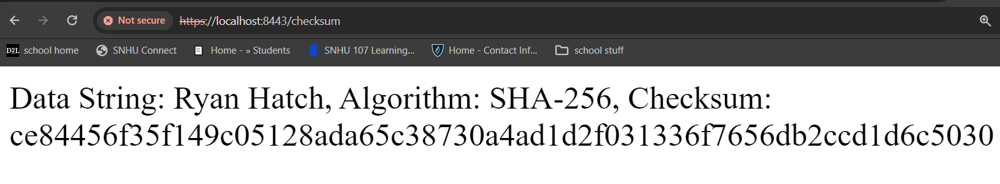 Not secure https://localhost:8443/checksum
D2L school home SNHU Connect Home - » Students SNHU 107 Learning... Home - Contact Inf... school stuff
Data String: Ryan Hatch, Algorithm: SHA-256, Checksum:
ce84456f35f149c05128ada65c38730a4ad1d2f031336f7656db2ccd1d6c5030